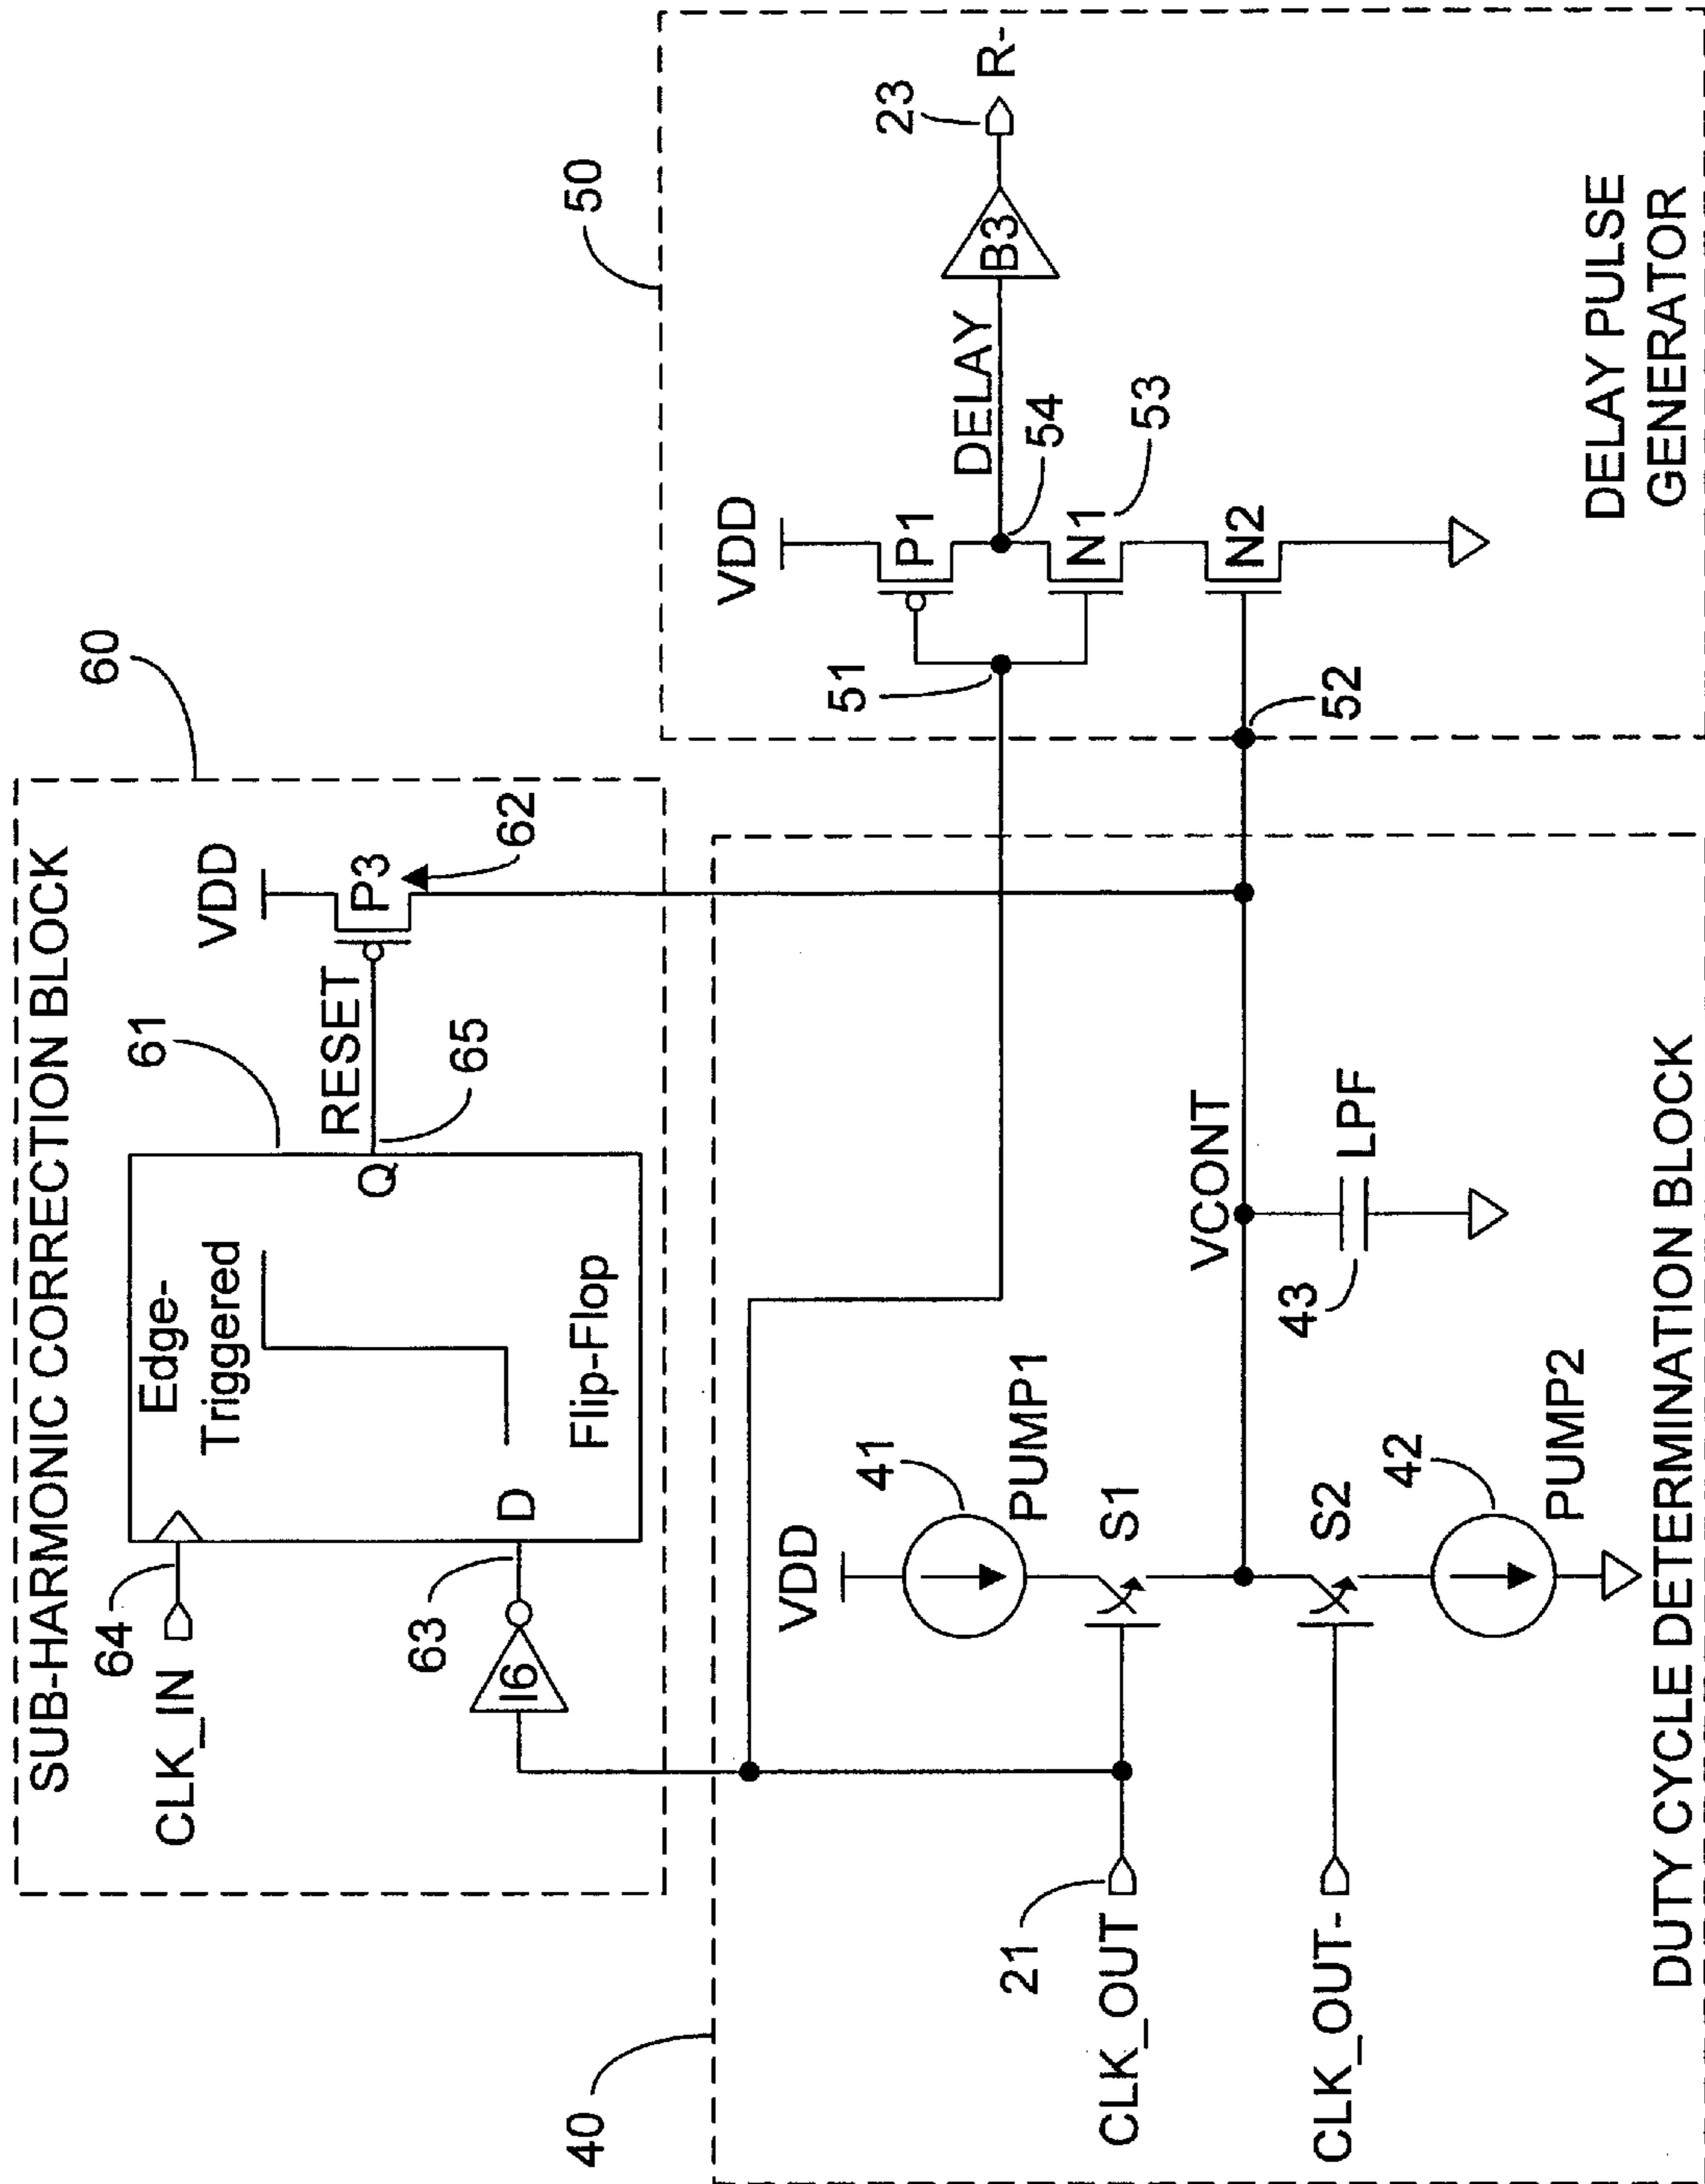 SUB-HARMONIC CORRECTION BLOCK
60
64
CLK_IN
Edge-
Triggered
61
VDD
RESET
P3
62
Q
65
63
D
I6
Flip-Flop
50
VDD
P1
23
R-
51
DELAY
B3
54
N1
53
52
N2
DELAY PULSE
GENERATOR
40
VDD
41
PUMP1
21
CLK_OUT
S1
VCONT
CLK_OUT-
S2
43
LPF
42
PUMP2
DUTY CYCLE DETERMINATION BLOCK